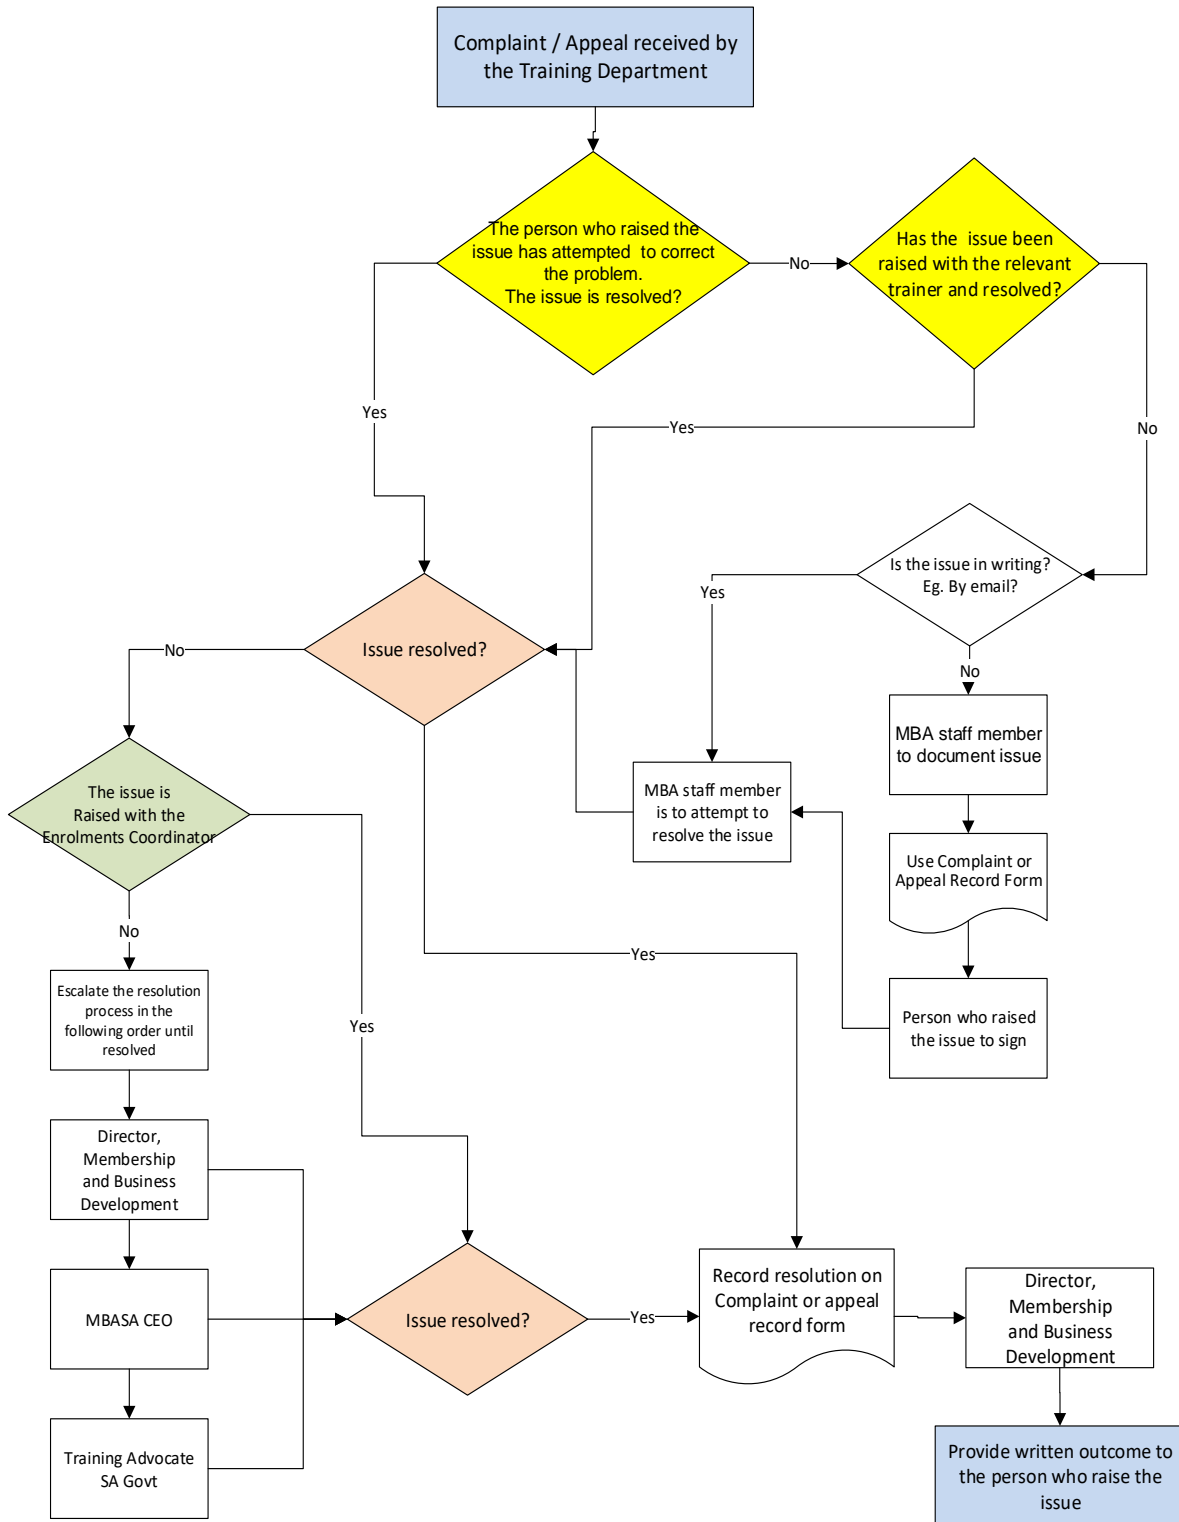 Complaint / Appeal received by
the Training Department
The person who raised the
issue has attempted to correct
the problem.
The issue is resolved?
No
Has the issue been
raised with the relevant
trainer and resolved?
Yes
Yes
No
Is the issue in writing?
Eg. By email?
Yes
No
Issue resolved?
No
MBA staff member
to document issue
The issue is
Raised with the
Enrolments Coordinator
MBA staff member
is to attempt to
resolve the issue
Use Complaint or
Appeal Record Form
No
Yes
Escalate the resolution
process in the
following order until
resolved
Yes
Person who raised
the issue to sign
Director,
Membership
and Business
Development
MBASA CEO
Issue resolved?
Yes
Record resolution on
Complaint or appeal
record form
Director,
Membership
and Business
Development
Training Advocate
SA Govt
Provide written outcome to
the person who raise the
issue